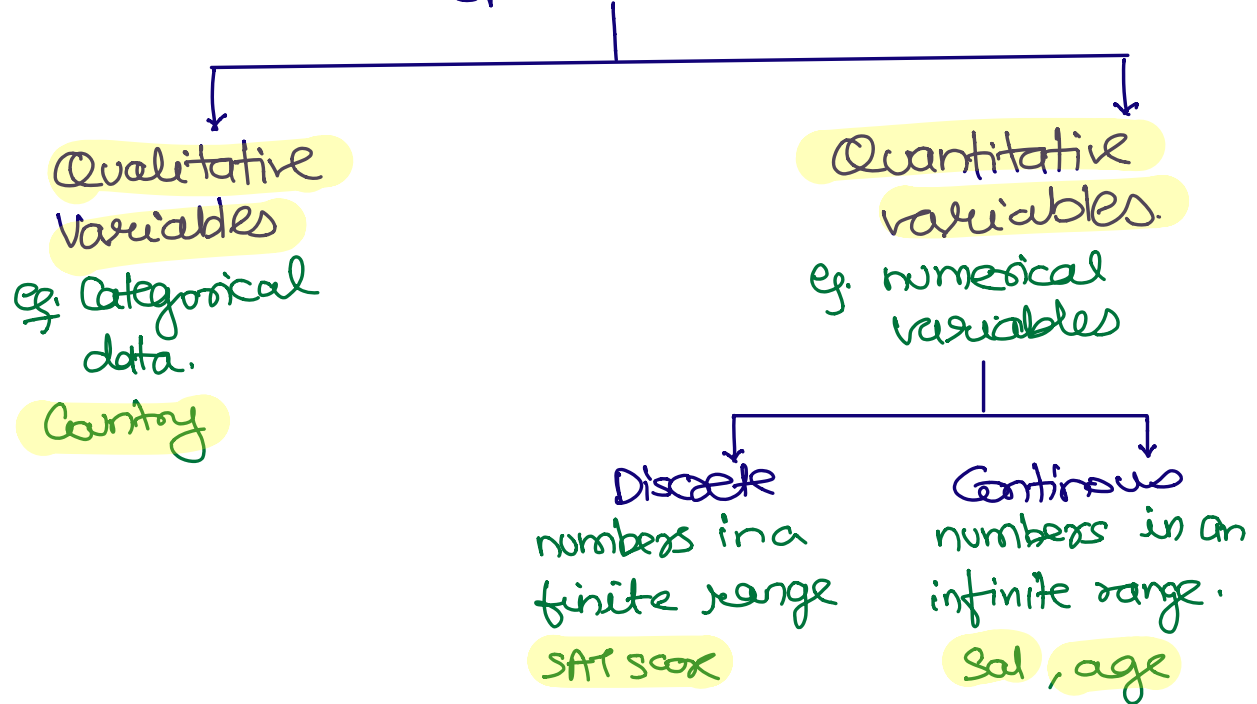 Qualitative
Variables
eg. Categorical
data.
Country
Quantitative
variables.
eg. numerical
variables
Discrete
numbers in a
finite range
SAT score
Continous
numbers in an
infinite range.
Sal, age